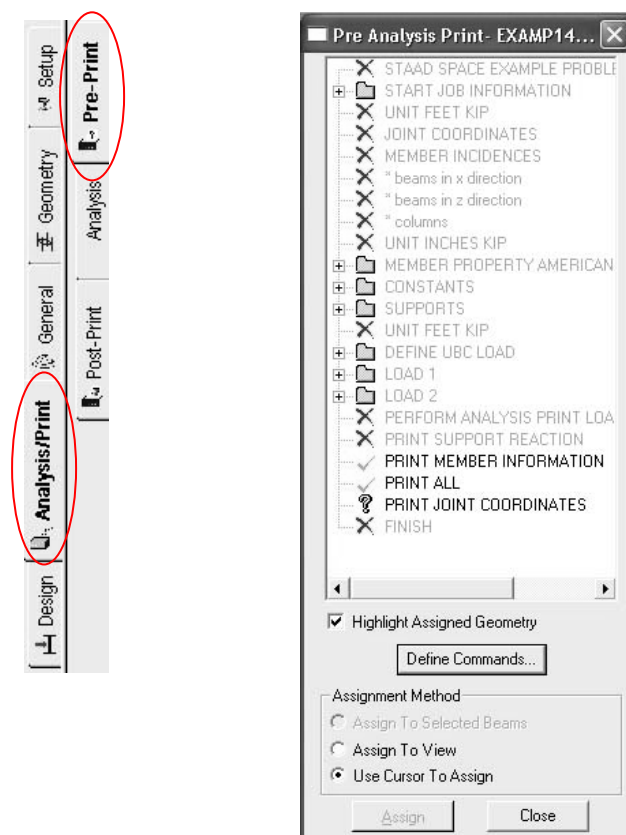 Setup
Geometry
General
Analysis/Print
Design
Pre-Print
Analysis
Post-Print
Pre Analysis Print- EXAMP14...
STAAD SPACE EXAMPLE PROBLE
START JOB INFORMATION
UNIT FEET KIP
JOINT COORDINATES
MEMBER INCIDENCES
* beams in x direction
* beams in z direction
* columns
UNIT INCHES KIP
MEMBER PROPERTY AMERICAN
CONSTANTS
SUPPORTS
UNIT FEET KIP
DEFINE UBC LOAD
LOAD 1
LOAD 2
PERFORM ANALYSIS PRINT LOA
PRINT SUPPORT REACTION
PRINT MEMBER INFORMATION
PRINT ALL
PRINT JOINT COORDINATES
FINISH
Highlight Assigned Geometry
Define Commands...
Assignment Method
Assign To Selected Beams
Assign To View
Use Cursor To Assign
Assign
Close